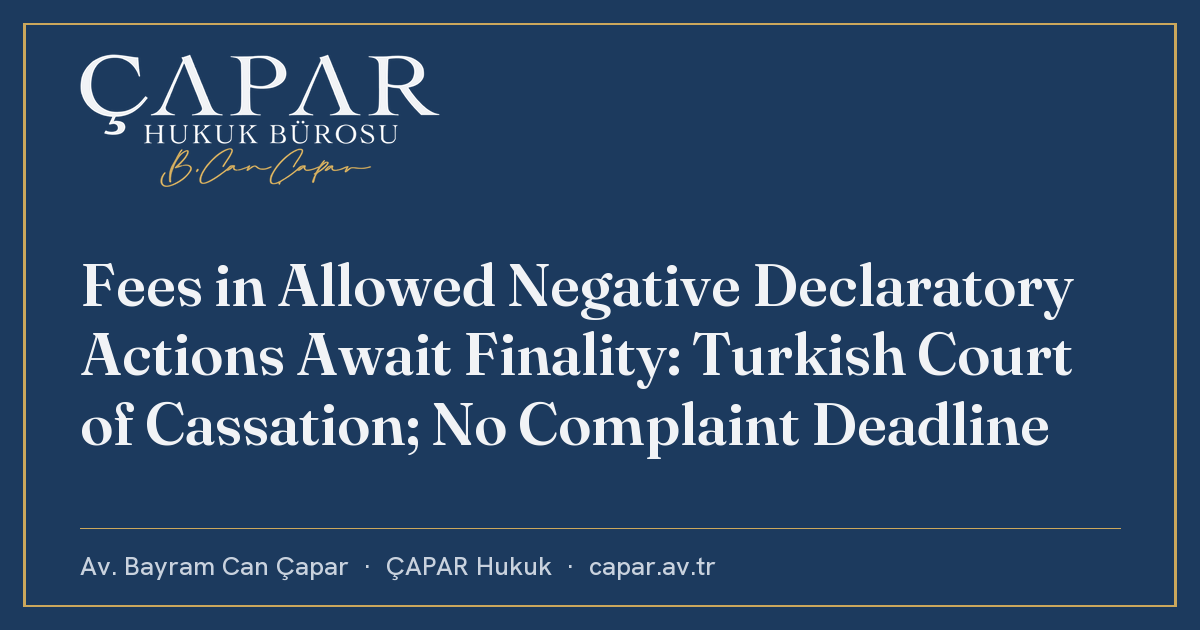 ÇAPAR
HUKUK BÜROSU
B.Can Çapar
Fees in Allowed Negative Declaratory
Actions Await Finality: Turkish Court
of Cassation; No Complaint Deadline
Av. Bayram Can Çapar · ÇAPAR Hukuk · capar.av.tr